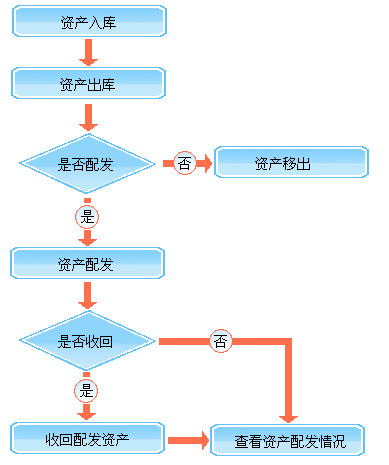 资产入库
资产出库
是否配发
否
资产移出
是
资产配发
是否收回
否
是
收回配发资产
查看资产配发情况